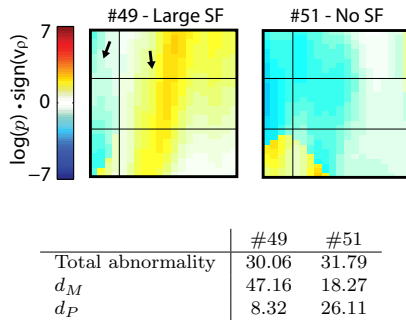 #49 - Large SF #51 - No SF
7
0
−7
log(p) • sign(vρ)
#49 #51
Total abnormality 30.06 31.79
dM 47.16 18.27
dP 8.32 26.11